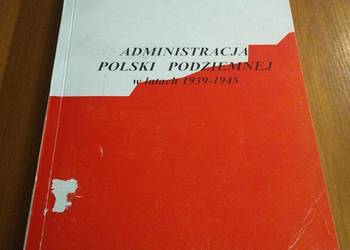 ADMINISTRACJA
POLSKI PODZIEMNEJ
w latach 1939-1945